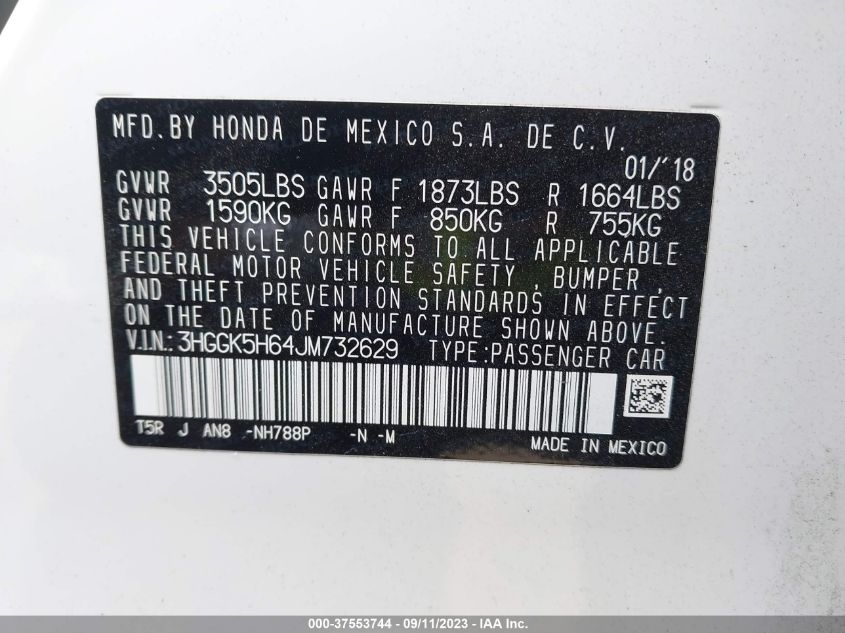 MFD.BY HONDA DE MEXICO S.A. DE C.V.
01/'18
GVWR 3505LBS GAWR F 1873LBS R 1664LBS
GVWR 1590KG GAWR F 850KG R 755KG
THIS VEHICLE CONFORMS TO ALL APPLICABLE
FEDERAL MOTOR VEHICLE SAFETY , BUMPER ,
AND THEFT PREVENTION STANDARDS IN EFFECT
ON THE DATE OF MANUFACTURE SHOWN ABOVE.
V.I.N.:3HGGK5H64JM732629 TYPE:PASSENGER CAR
T5R J AN8 -NH788P -N -M
MADE IN MEXICO
000-37553744 - 09/11/2023 - IAA Inc.